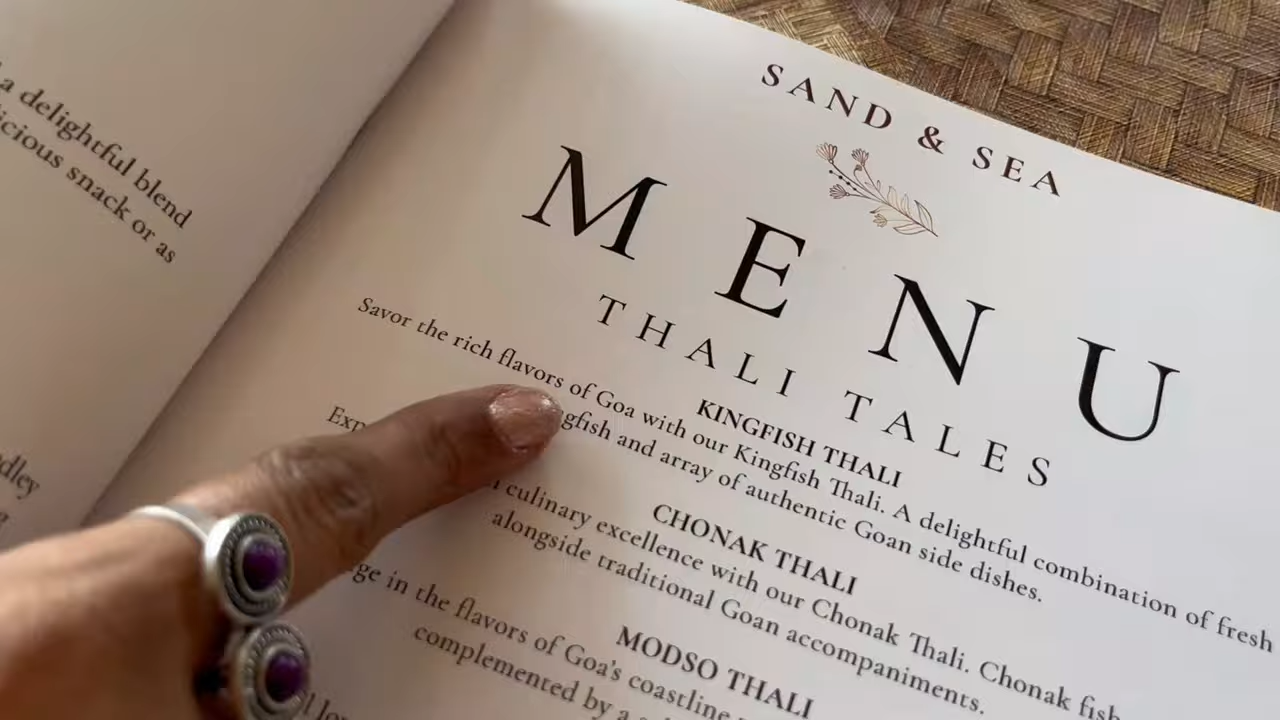 a delightful blend
icious snack or as
dley
SAND & SEA
MENU
THALI TALES
KINGFISH THALI
Savor the rich flavors of Goa with our Kingfish Thali. A delightful combination of fresh
gfish and array of authentic Goan side dishes.
CHONAK THALI
Exp
culinary excellence with our Chonak Thali. Chonak fish
alongside traditional Goan accompaniments.
MODSO THALI
ge in the flavors of Goa's coastline
complemented by a